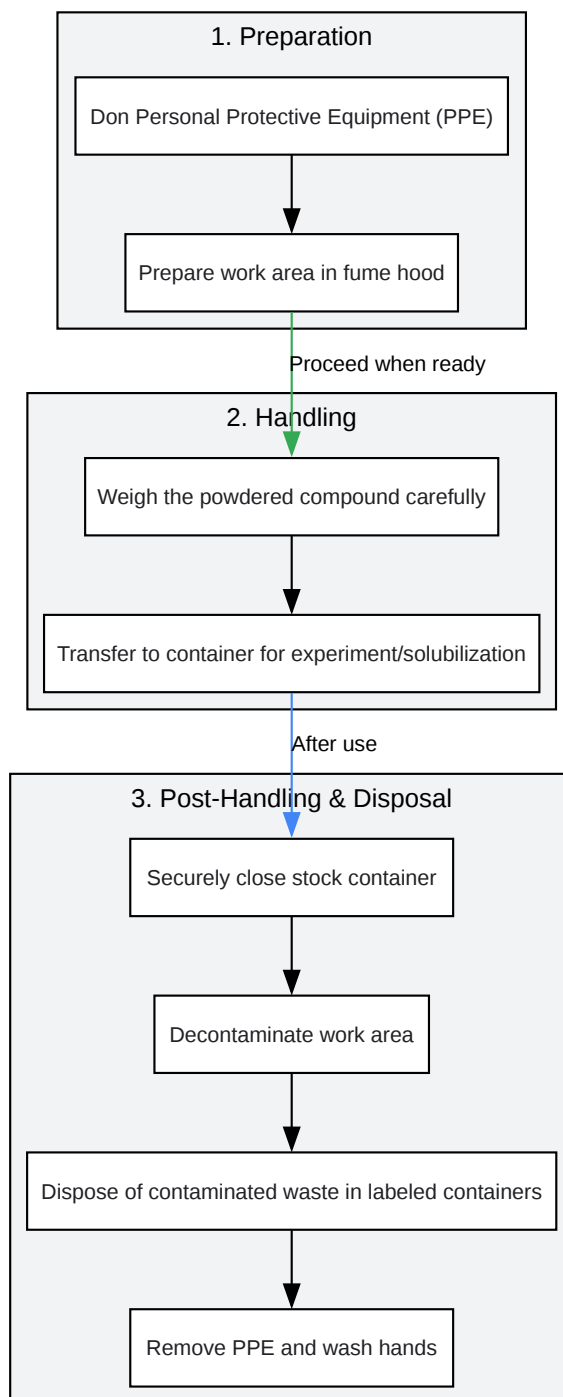 1. Preparation
Don Personal Protective Equipment (PPE)
Prepare work area in fume hood
Proceed when ready
2. Handling
Weigh the powdered compound carefully
Transfer to container for experiment/solubilization
After use
3. Post-Handling & Disposal
Securely close stock container
Decontaminate work area
Dispose of contaminated waste in labeled containers
Remove PPE and wash hands